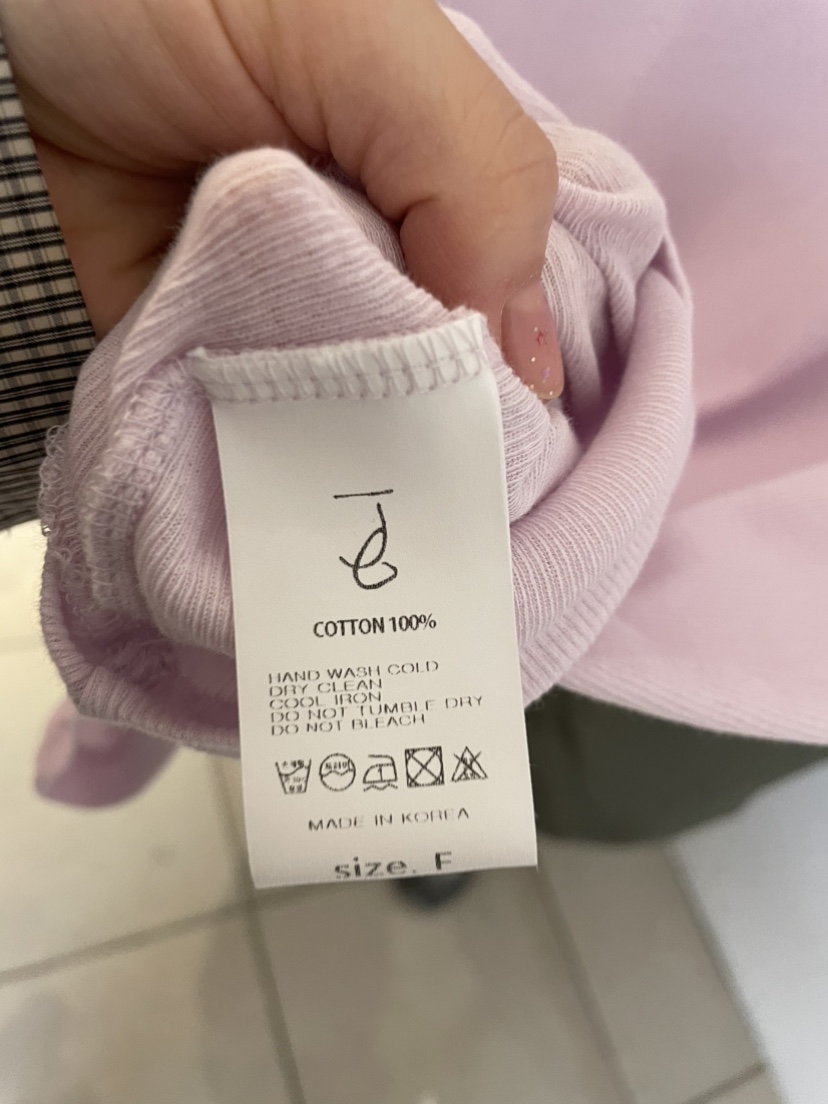 COTTON 100%
HAND WASH COLD
DRY CLEAN
COOL IRON
DO NOT TUMBLE DRY
DO NOT BLEACH
MADE IN KOREA
size. F